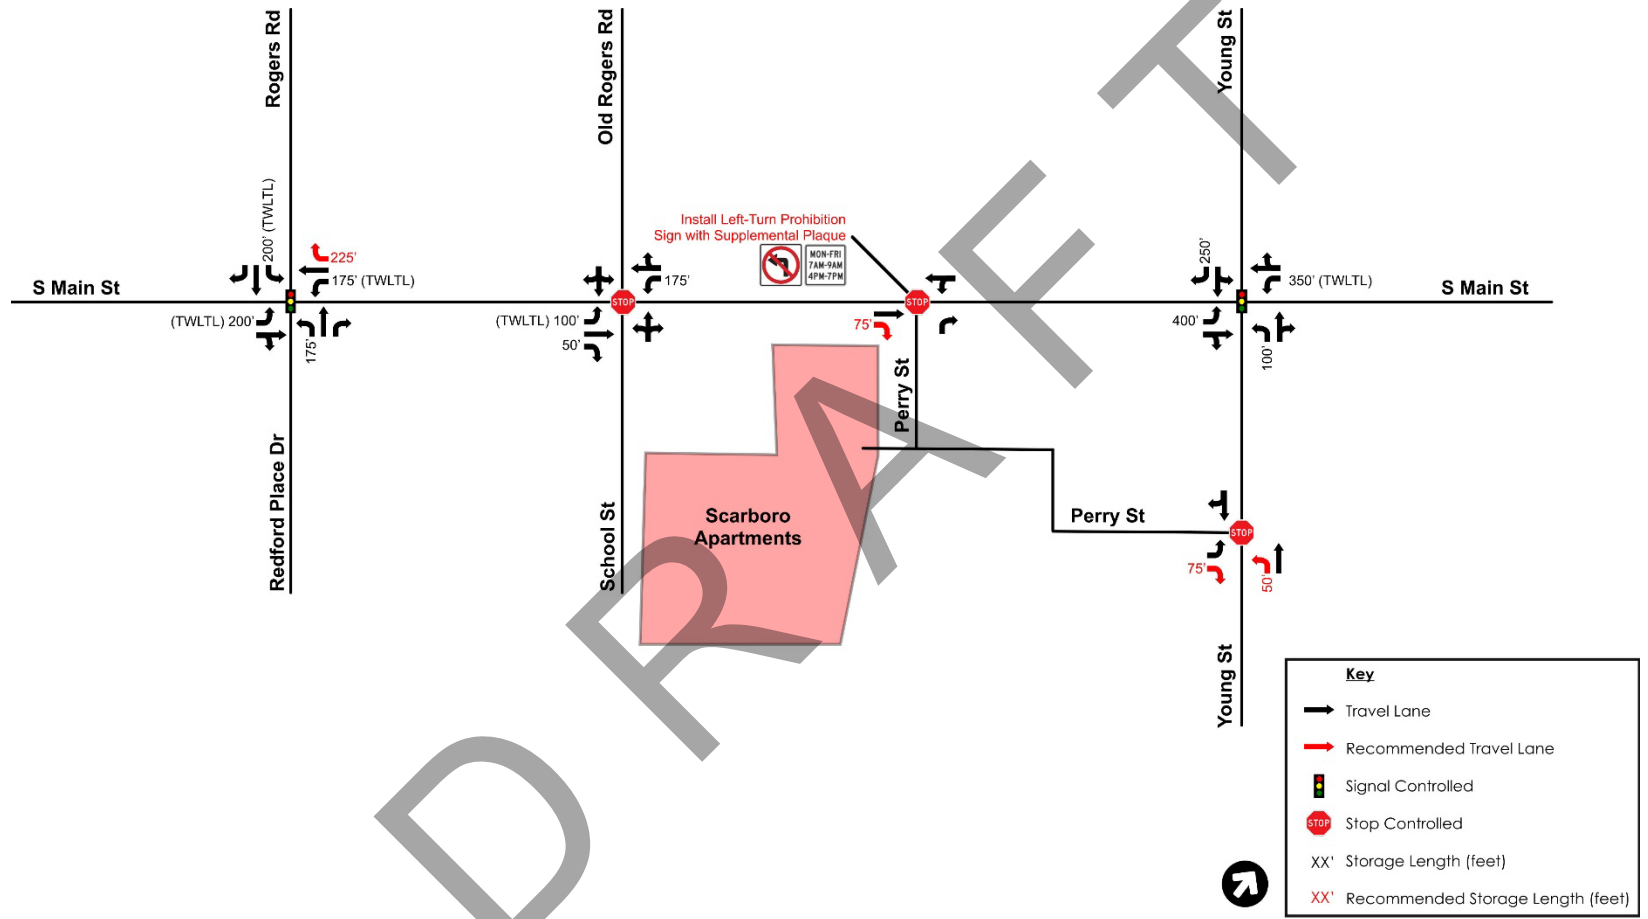 Rogers Rd
Old Rogers Rd
Young St
200' (TWLTL)
225'
175' (TWLTL)
S Main St
(TWLTL) 200'
175'
Install Left-Turn Prohibition
Sign with Supplemental Plaque
MON-FRI
7AM-9AM
4PM-7PM
175'
STOP
(TWLTL) 100'
50'
STOP
75'
250'
350' (TWLTL)
S Main St
400'
100'
Perry St
Redford Place Dr
School St
Scarboro
Apartments
Perry St
STOP
75'
50'
Young St
DRAFT
Key
Travel Lane
Recommended Travel Lane
Signal Controlled
STOP Stop Controlled
XX' Storage Length (feet)
XX' Recommended Storage Length (feet)